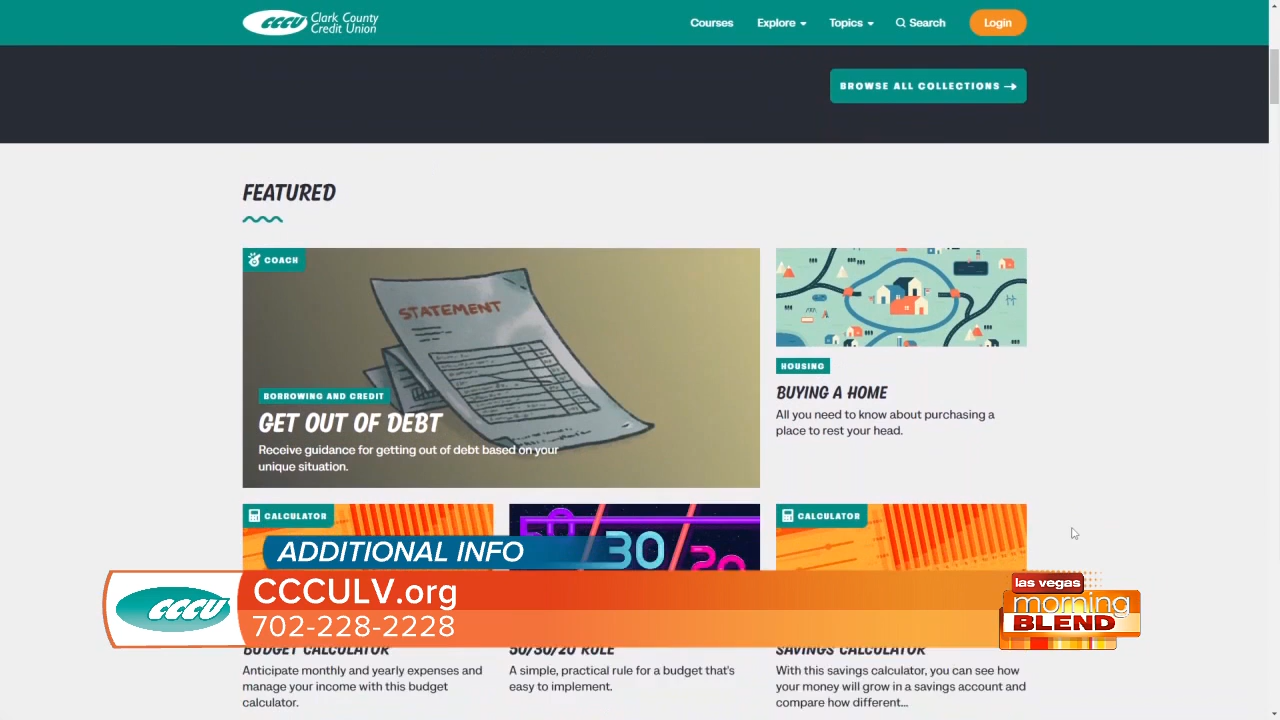 CCCU Clark County
Credit Union
Courses Explore Topics Search Login
BROWSE ALL COLLECTIONS
FEATURED
COACH
STATEMENT
BORROWING AND CREDIT
GET OUT OF DEBT
Receive guidance for getting out of debt based on your
unique situation.
HOUSING
BUYING A HOME
All you need to know about purchasing a
place to rest your head.
CALCULATOR
50 30 20
CALCULATOR
ADDITIONAL INFO
CCCU
CCCULV.org
702-228-2228
las vegas
morning
BLEND
BUDGET CALCULATOR
Anticipate monthly and yearly expenses and
manage your income with this budget
calculator.
50/30/20 RULE
A simple, practical rule for a budget that's
easy to implement.
SAVINGS CALCULATOR
With this savings calculator, you can see how
your money will grow in a savings account and
compare how different...